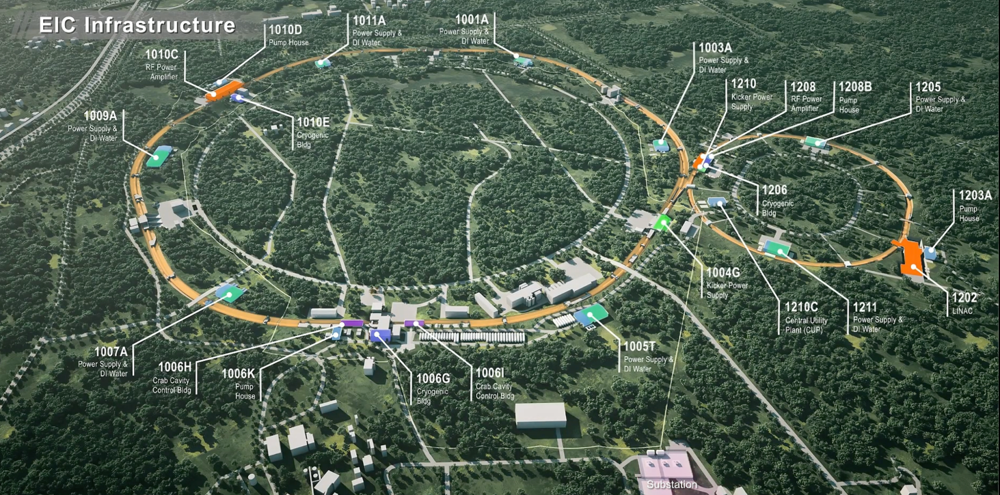 EIC Infrastructure
1010D
Pump House
1011A
Power Supply &
DI Water
1001A
Power Supply &
DI Water
1010C
RF Power
Amplifier
1003A
Power Supply &
DI Water
1210
Kicker Power
Supply
1208
RF Power
Amplifier
1208B
Pump
House
1205
Power Supply &
DI Water
1009A
Power Supply &
DI Water
1010E
Cryogenic
Bldg
1206
Cryogenic
Bldg
1203A
Pump
House
1004G
Kicker Power
Supply
1210C
Central Utility
Plant (CUP)
1211
Power Supply &
DI Water
1202
LINAC
1007A
Power Supply &
DI Water
1006H
Crab Cavity
Control Bldg
1006K
Pump
House
1006G
Cryogenic
Bldg
1006I
Crab Cavity
Control Bldg
1005T
Power Supply &
DI Water
Substation